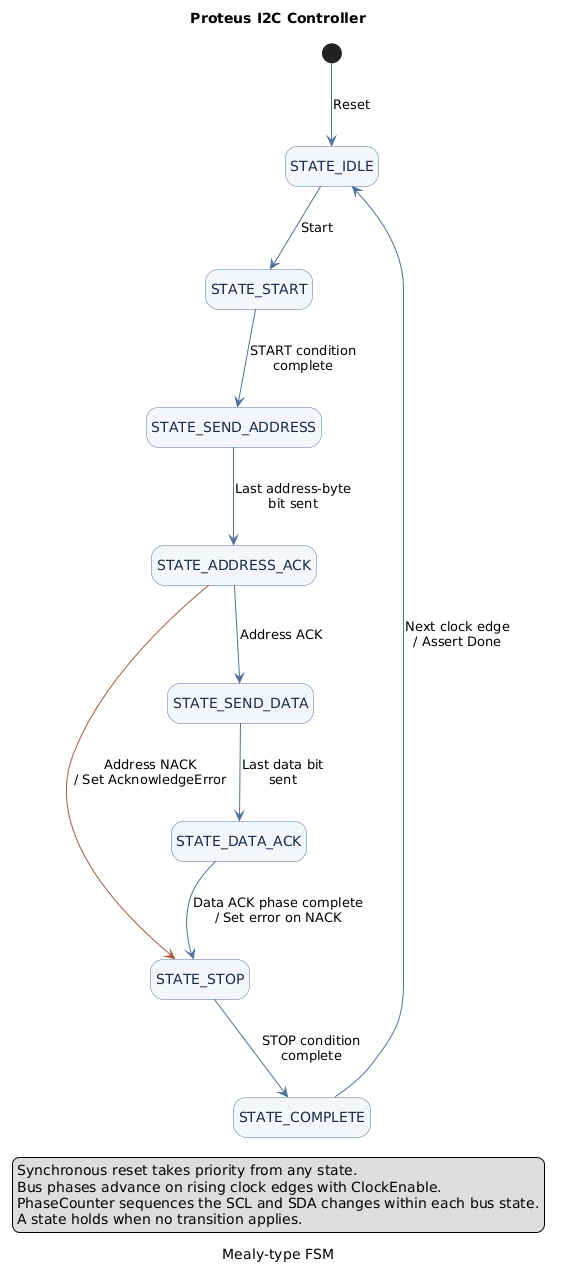 Proteus I2C Controller
Reset
STATE_IDLE
Start
STATE_START
START condition
complete
STATE_SEND_ADDRESS
Last address-byte
bit sent
STATE_ADDRESS_ACK
Address ACK
Next clock edge
/ Assert Done
STATE_SEND_DATA
Address NACK
/ Set AcknowledgeError
Last data bit
sent
STATE_DATA_ACK
Data ACK phase complete
/ Set error on NACK
STATE_STOP
STOP condition
complete
STATE_COMPLETE
Synchronous reset takes priority from any state.
Bus phases advance on rising clock edges with ClockEnable.
PhaseCounter sequences the SCL and SDA changes within each bus state.
A state holds when no transition applies.
Mealy-type FSM